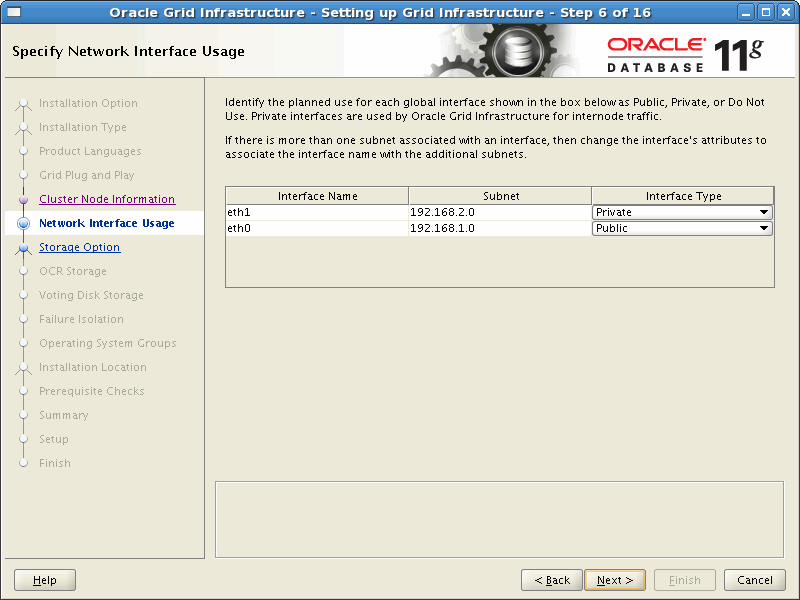 Oracle Grid Infrastructure - Setting up Grid Infrastructure - Step 6 of 16
Specify Network Interface Usage
ORACLE
DATABASE
11g
Installation Option
Installation Type
Product Languages
Grid Plug and Play
Cluster Node Information
Network Interface Usage
Storage Option
OCR Storage
Voting Disk Storage
Failure Isolation
Operating System Groups
Installation Location
Prerequisite Checks
Summary
Setup
Finish
Identify the planned use for each global interface shown in the box below as Public, Private, or Do Not
Use. Private interfaces are used by Oracle Grid Infrastructure for internode traffic.
If there is more than one subnet associated with an interface, then change the interface's attributes to
associate the interface name with the additional subnets.
Interface Name Subnet Interface Type
eth1 192.168.2.0 Private
eth0 192.168.1.0 Public
Help < Back Next > Finish Cancel